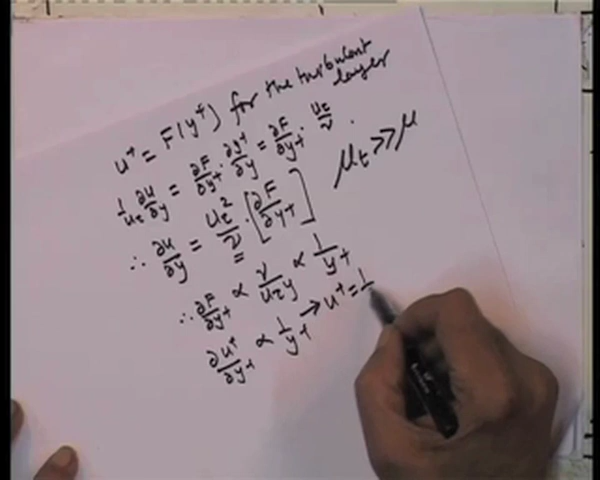 u⁺ = F(y⁺) for the turbulent
layer
1/uτ ∂u/∂y = ∂F/∂y⁺ · ∂y⁺/∂y = ∂F/∂y⁺ · uτ/ν .
∴ ∂u/∂y = uτ²/ν · [∂F/∂y⁺] μt >> μ
∴ ∂F/∂y⁺ ∝ ν/uτy ∝ 1/y⁺
∂u⁺/∂y⁺ ∝ 1/y⁺ → u⁺ = 1/